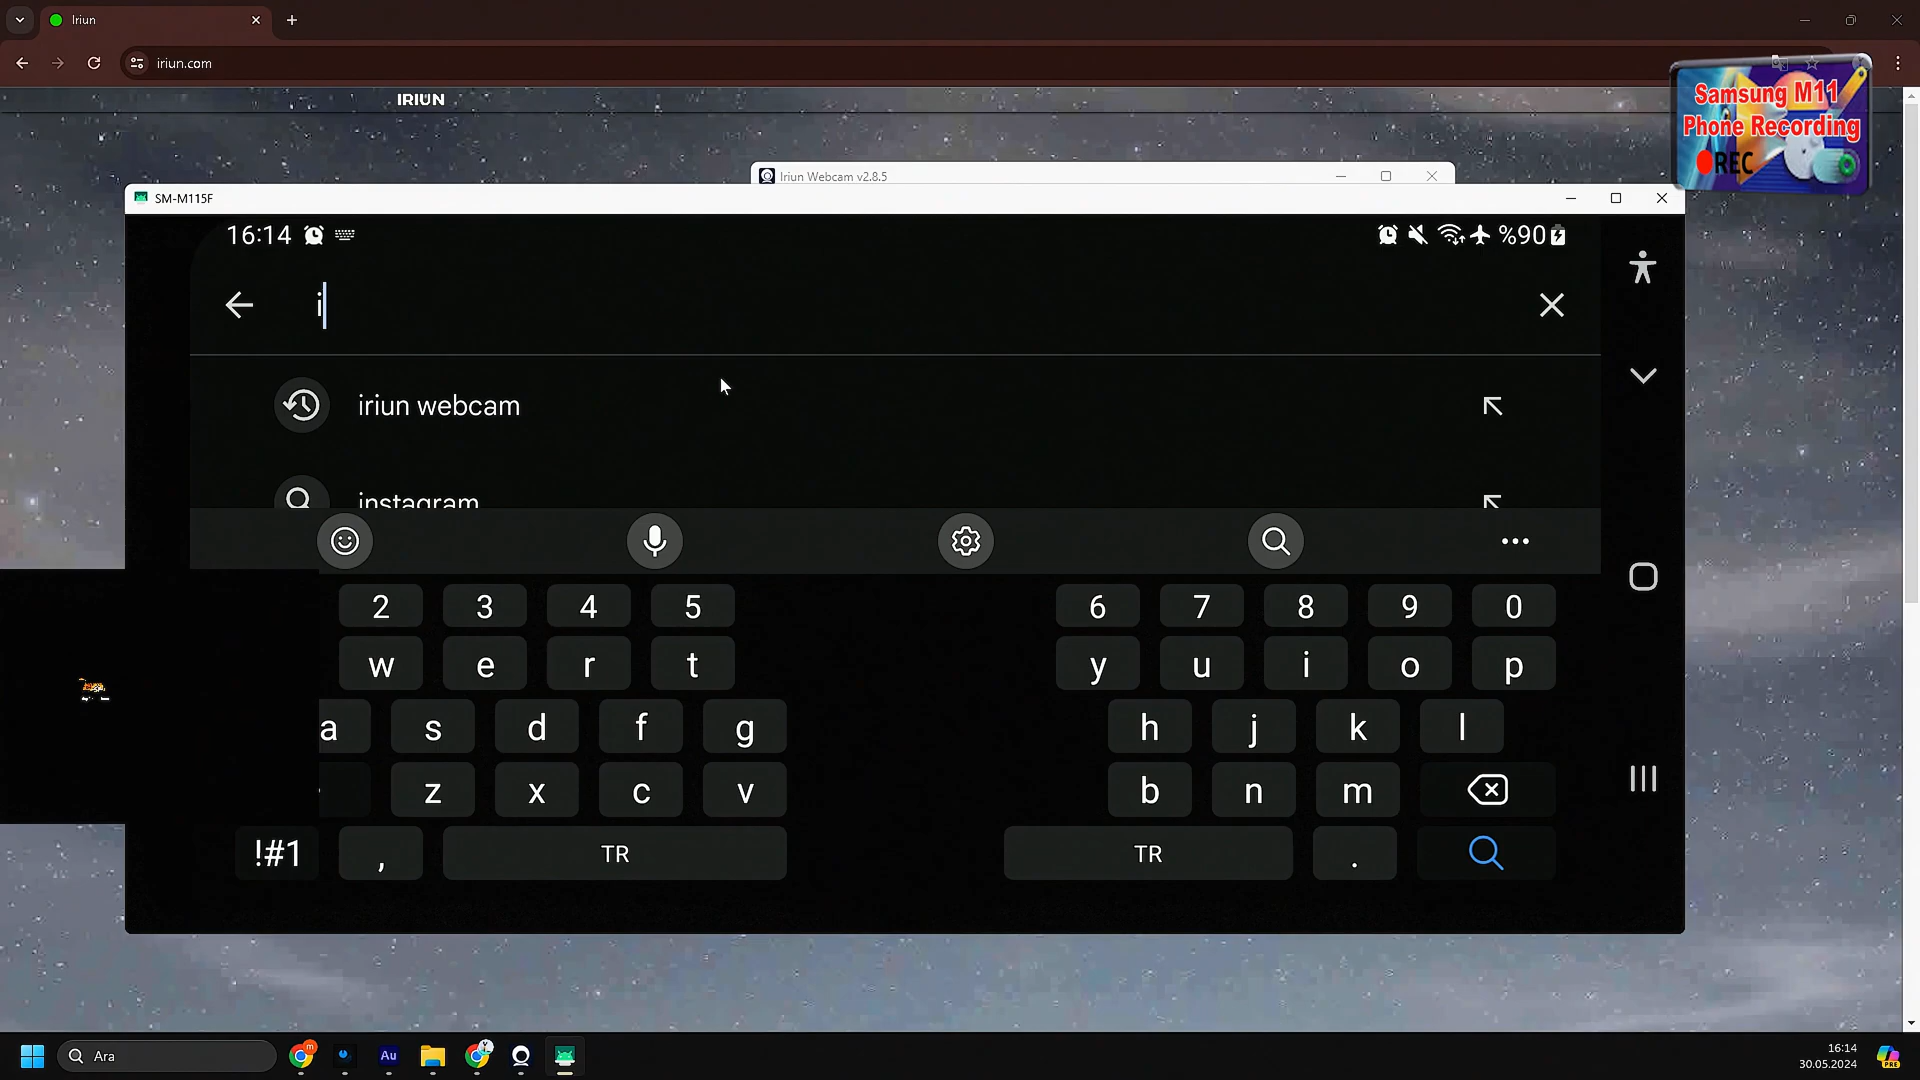 Iriun
iriun.com
IRIUN
Samsung M11
Phone Recording
REC
Iriun Webcam v2.8.5
SM-M115F
16:14
%90
i
iriun webcam
instagram
2 3 4 5 6 7 8 9 0
w e r t y u i o p
a s d f g h j k l
z x c v b n m
!#1 , TR TR .
Ara
Au
16:14
30.05.2024
PRE